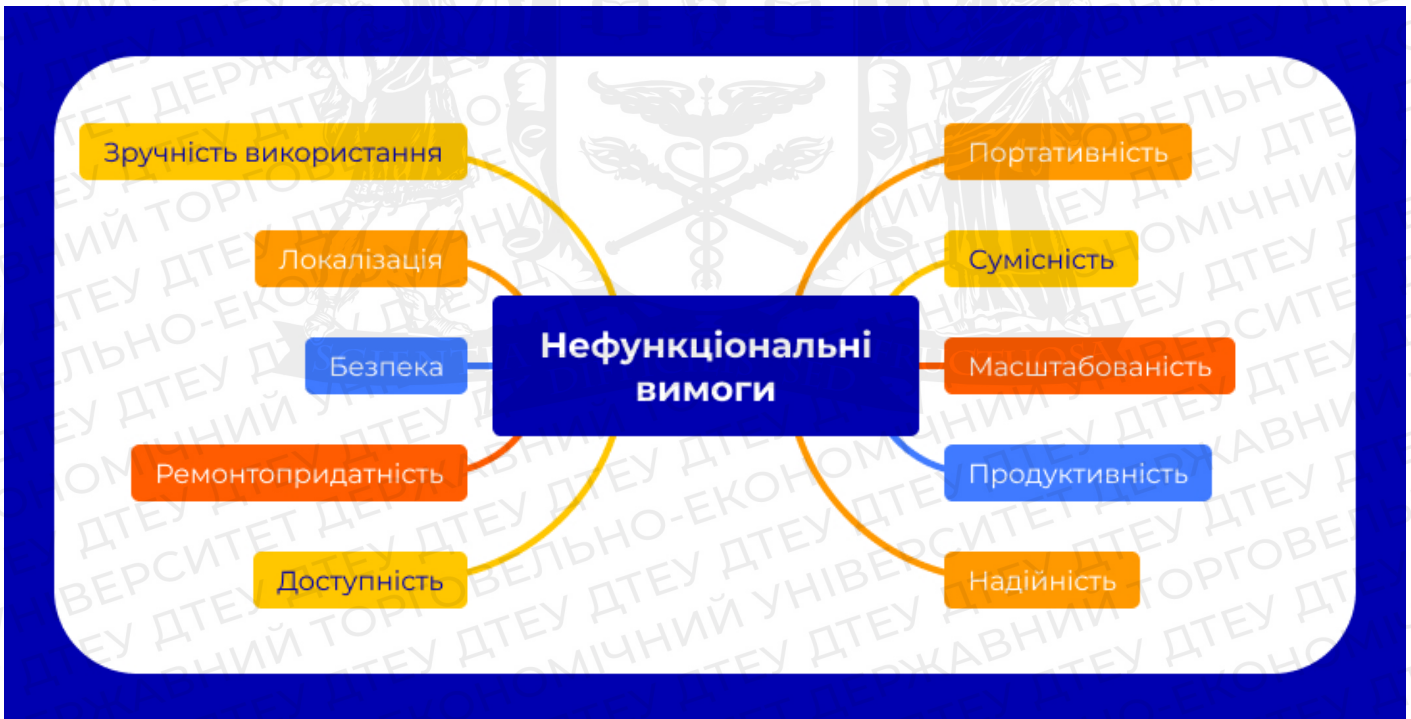 Зручність використання
Локалізація
Безпека
Ремонтопридатність
Доступність
Нефункціональні
вимоги
Портативність
Сумісність
Масштабованість
Продуктивність
Надійність